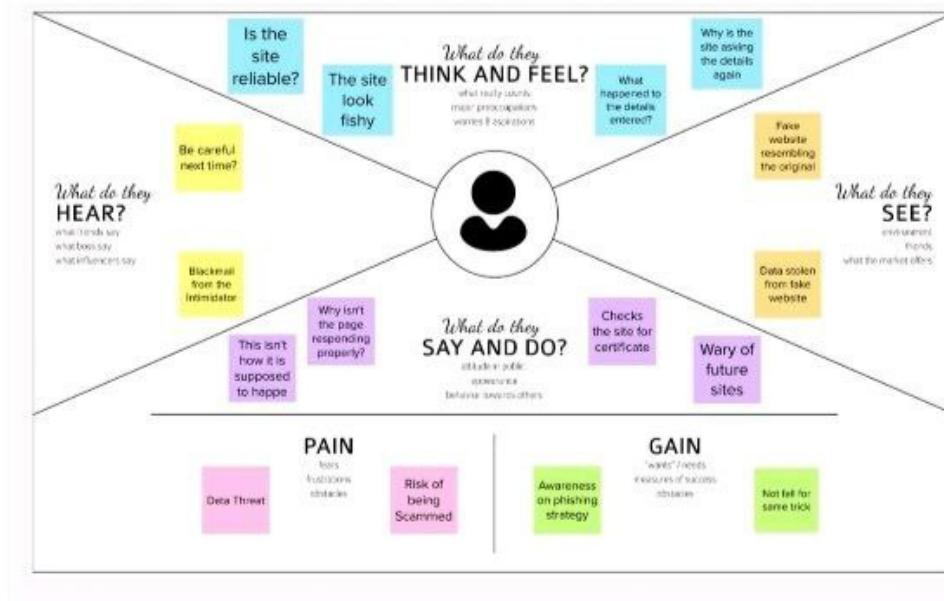 Is the
site
reliable?
The site
look
fishy
What do they
THINK AND FEEL?
what really counts
major preoccupations
worries & aspirations
What
happened to
the details
entered?
Why is the
site asking
the details
again
Be careful
next time?
What do they
HEAR?
what friends say
what boss say
what influencers say
Blackmail
from the
Intimidator
Fake
website
resembling
the original
What do they
SEE?
environment
friends
what the market offers
Data stolen
from fake
website
This isn't
how it is
supposed
to happe
Why isn't
the page
responding
properly?
What do they
SAY AND DO?
attitude in public
appearance
behavior towards others
Checks
the site for
certificate
Wary of
future
sites
PAIN
fears
frustrations
obstacles
Data Threat
Risk of
being
Scammed
GAIN
"wants" / needs
measures of success
obstacles
Awareness
on phishing
strategy
Not fall for
same trick